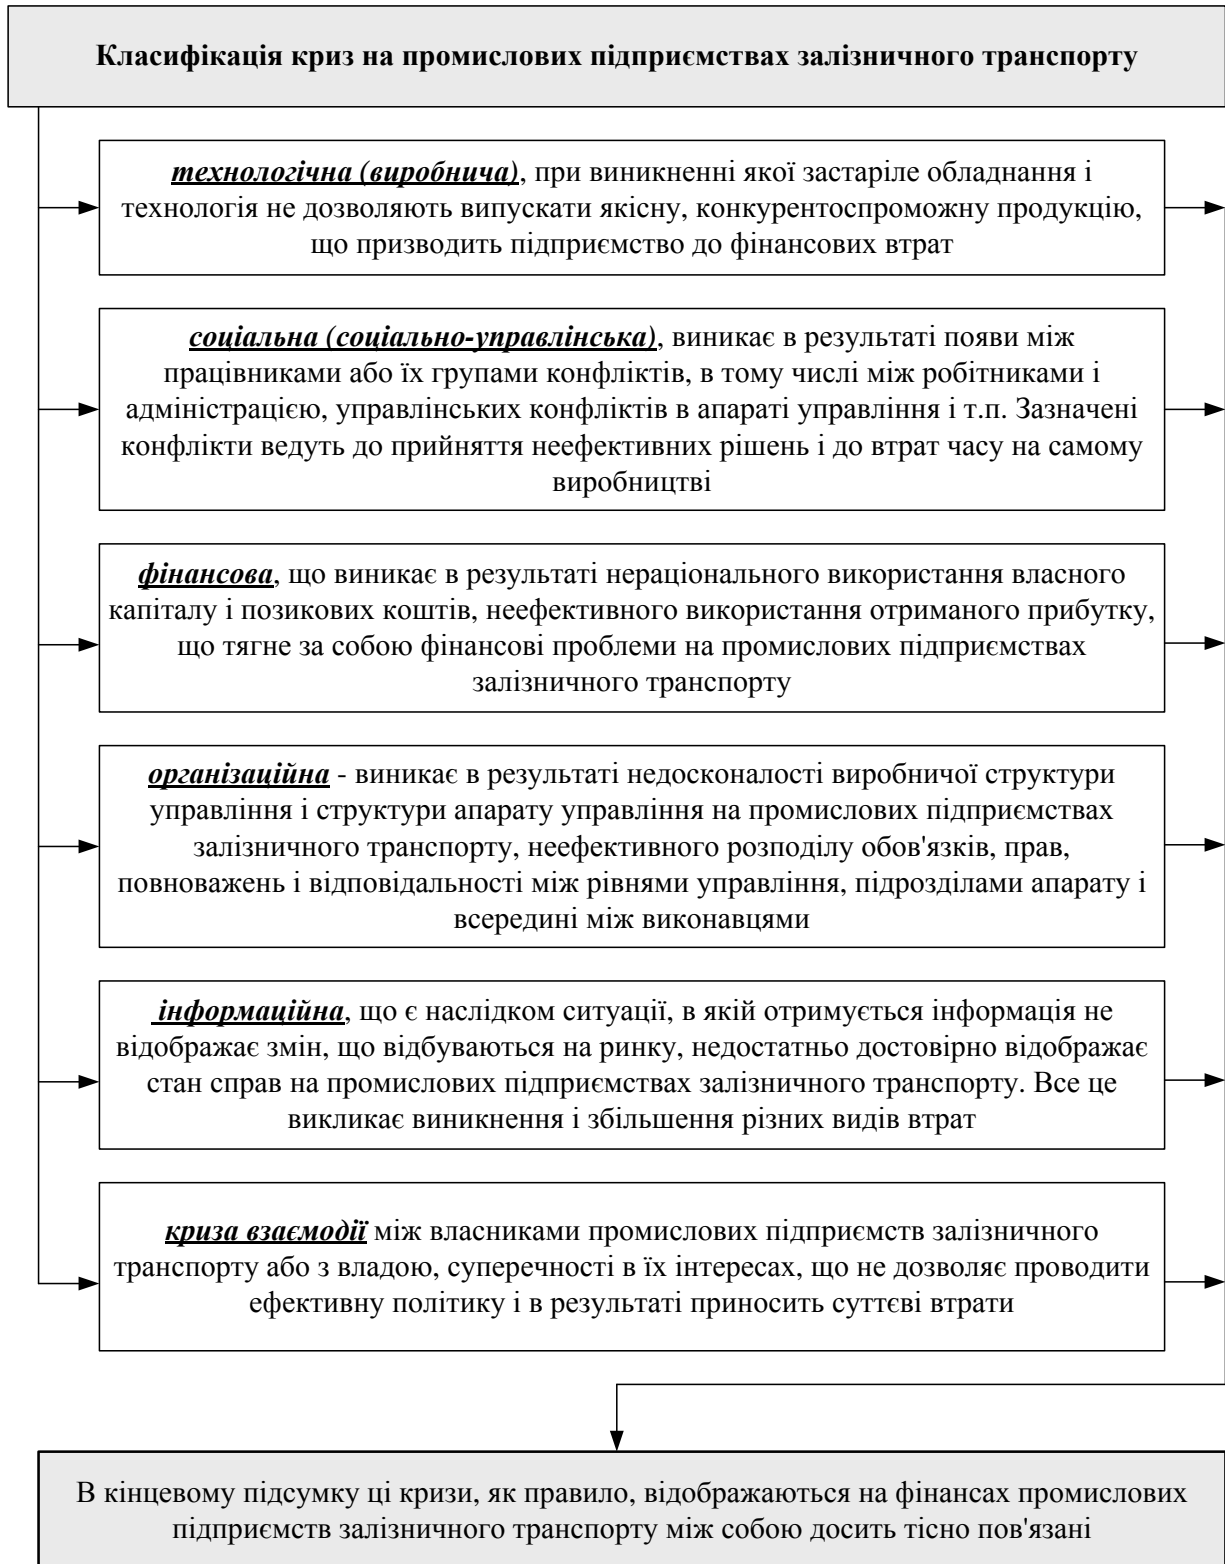 Класифікація криз на промислових підприємствах залізничного транспорту
технологічна (виробнича), при виникненні якої застаріле обладнання і
технологія не дозволяють випускати якісну, конкурентоспроможну продукцію,
що призводить підприємство до фінансових втрат
соціальна (соціально-управлінська), виникає в результаті появи між
працівниками або їх групами конфліктів, в тому числі між робітниками і
адміністрацією, управлінських конфліктів в апараті управління і т.п. Зазначені
конфлікти ведуть до прийняття неефективних рішень і до втрат часу на самому
виробництві
фінансова, що виникає в результаті нераціонального використання власного
капіталу і позикових коштів, неефективного використання отриманого прибутку,
що тягне за собою фінансові проблеми на промислових підприємствах
залізничного транспорту
організаційна - виникає в результаті недосконалості виробничої структури
управління і структури апарату управління на промислових підприємствах
залізничного транспорту, неефективного розподілу обов'язків, прав,
повноважень і відповідальності між рівнями управління, підрозділами апарату і
всередині між виконавцями
інформаційна, що є наслідком ситуації, в якій отримується інформація не
відображає змін, що відбуваються на ринку, недостатньо достовірно відображає
стан справ на промислових підприємствах залізничного транспорту. Все це
викликає виникнення і збільшення різних видів втрат
криза взаємодії між власниками промислових підприємств залізничного
транспорту або з владою, суперечності в їх інтересах, що не дозволяє проводити
ефективну політику і в результаті приносить суттєві втрати
В кінцевому підсумку ці кризи, як правило, відображаються на фінансах промислових
підприємств залізничного транспорту між собою досить тісно пов'язані